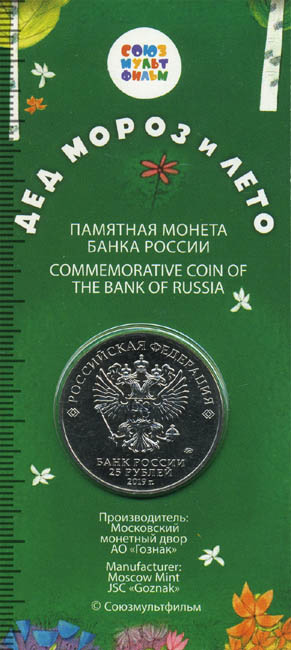 СОЮЗ
МУЛЬТ
ФИЛЬМ
ДЕД МОРОЗ и ЛЕТО
ПАМЯТНАЯ МОНЕТА
БАНКА РОССИИ
COMMEMORATIVE COIN OF
THE BANK OF RUSSIA
РОССИЙСКАЯ ФЕДЕРАЦИЯ
БАНК РОССИИ
25 РУБЛЕЙ
2019 г.
Производитель:
Московский
монетный двор
АО «Гознак»
Manufacturer:
Moscow Mint
JSC «Goznak»
© Союзмультфильм